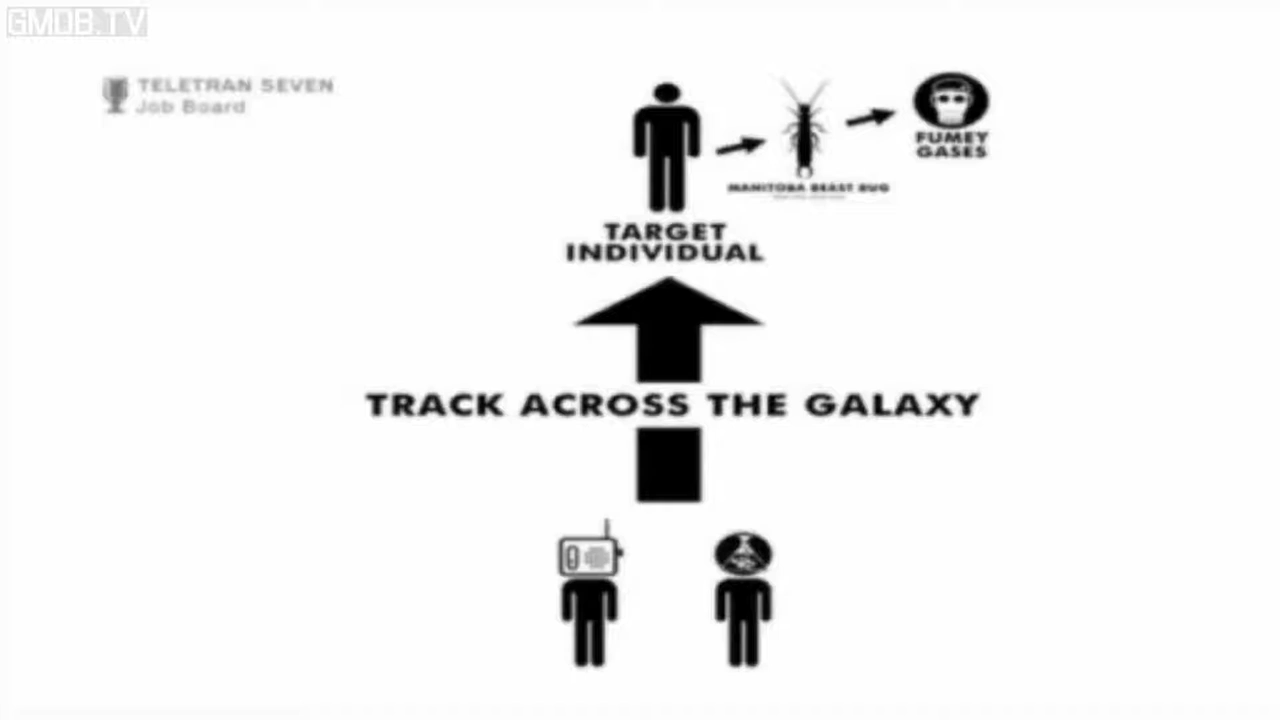 GMDB.TV
TELETRAN SEVEN
Job Board
FUMEY
GASES
MANITOBA BEAST BUG
TARGET
INDIVIDUAL
TRACK ACROSS THE GALAXY